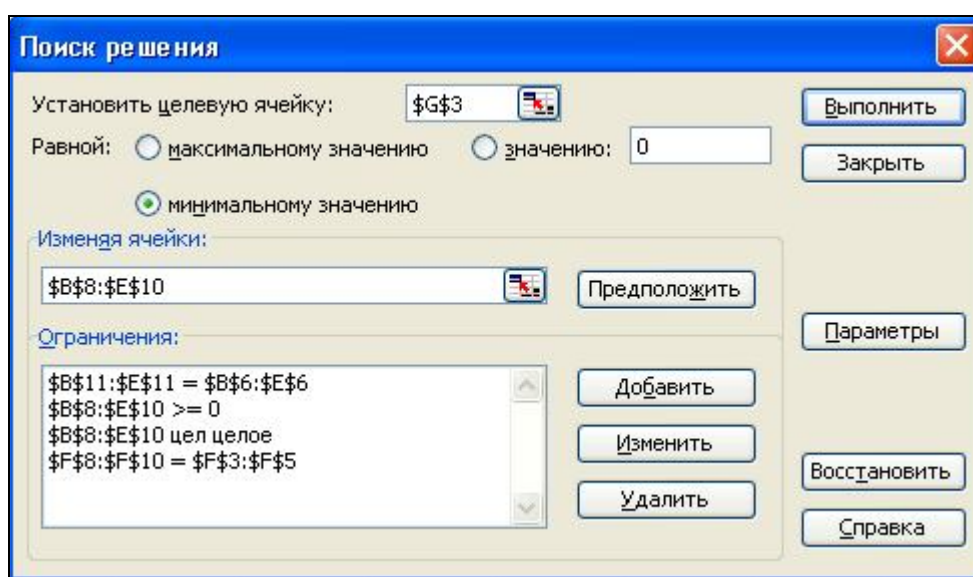 Поиск решения
Установить целевую ячейку: $G$3
Выполнить
Равной: максимальному значению значению: 0
Закрыть
минимальному значению
Изменяя ячейки:
$B$8:$E$10 Предположить
Параметры
Ограничения:
$B$11:$E$11 = $B$6:$E$6
$B$8:$E$10 >= 0
$B$8:$E$10 цел целое
$F$8:$F$10 = $F$3:$F$5
Добавить
Изменить
Удалить
Восстановить
Справка